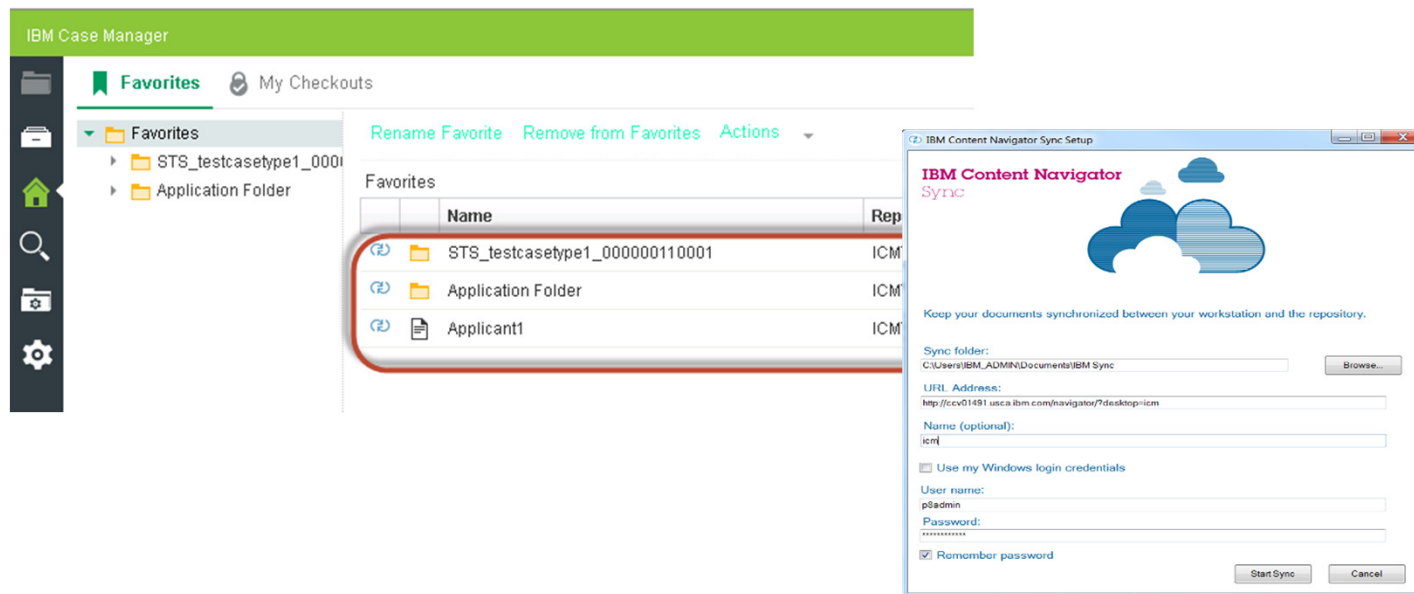 IBM Case Manager
Favorites
My Checkouts
Favorites
STS_testcasetype1_000
Application Folder
Rename Favorite Remove from Favorites Actions
Favorites
Name
STS_testcasetype1_000000110001
Application Folder
Applicant1
IBM Content Navigator Sync Setup
IBM Content Navigator
Sync
Keep your documents synchronized between your workstation and the repository.
Sync folder:
C:\Users\IBM_ADMIN\Documents\IBM Sync
Browse...
URL Address:
http://ccv01491.usca.ibm.com/navigator/?desktop=icm
Name (optional):
icm
Use my Windows login credentials
User name:
p8admin
Password:
************
Remember password
Start Sync
Cancel